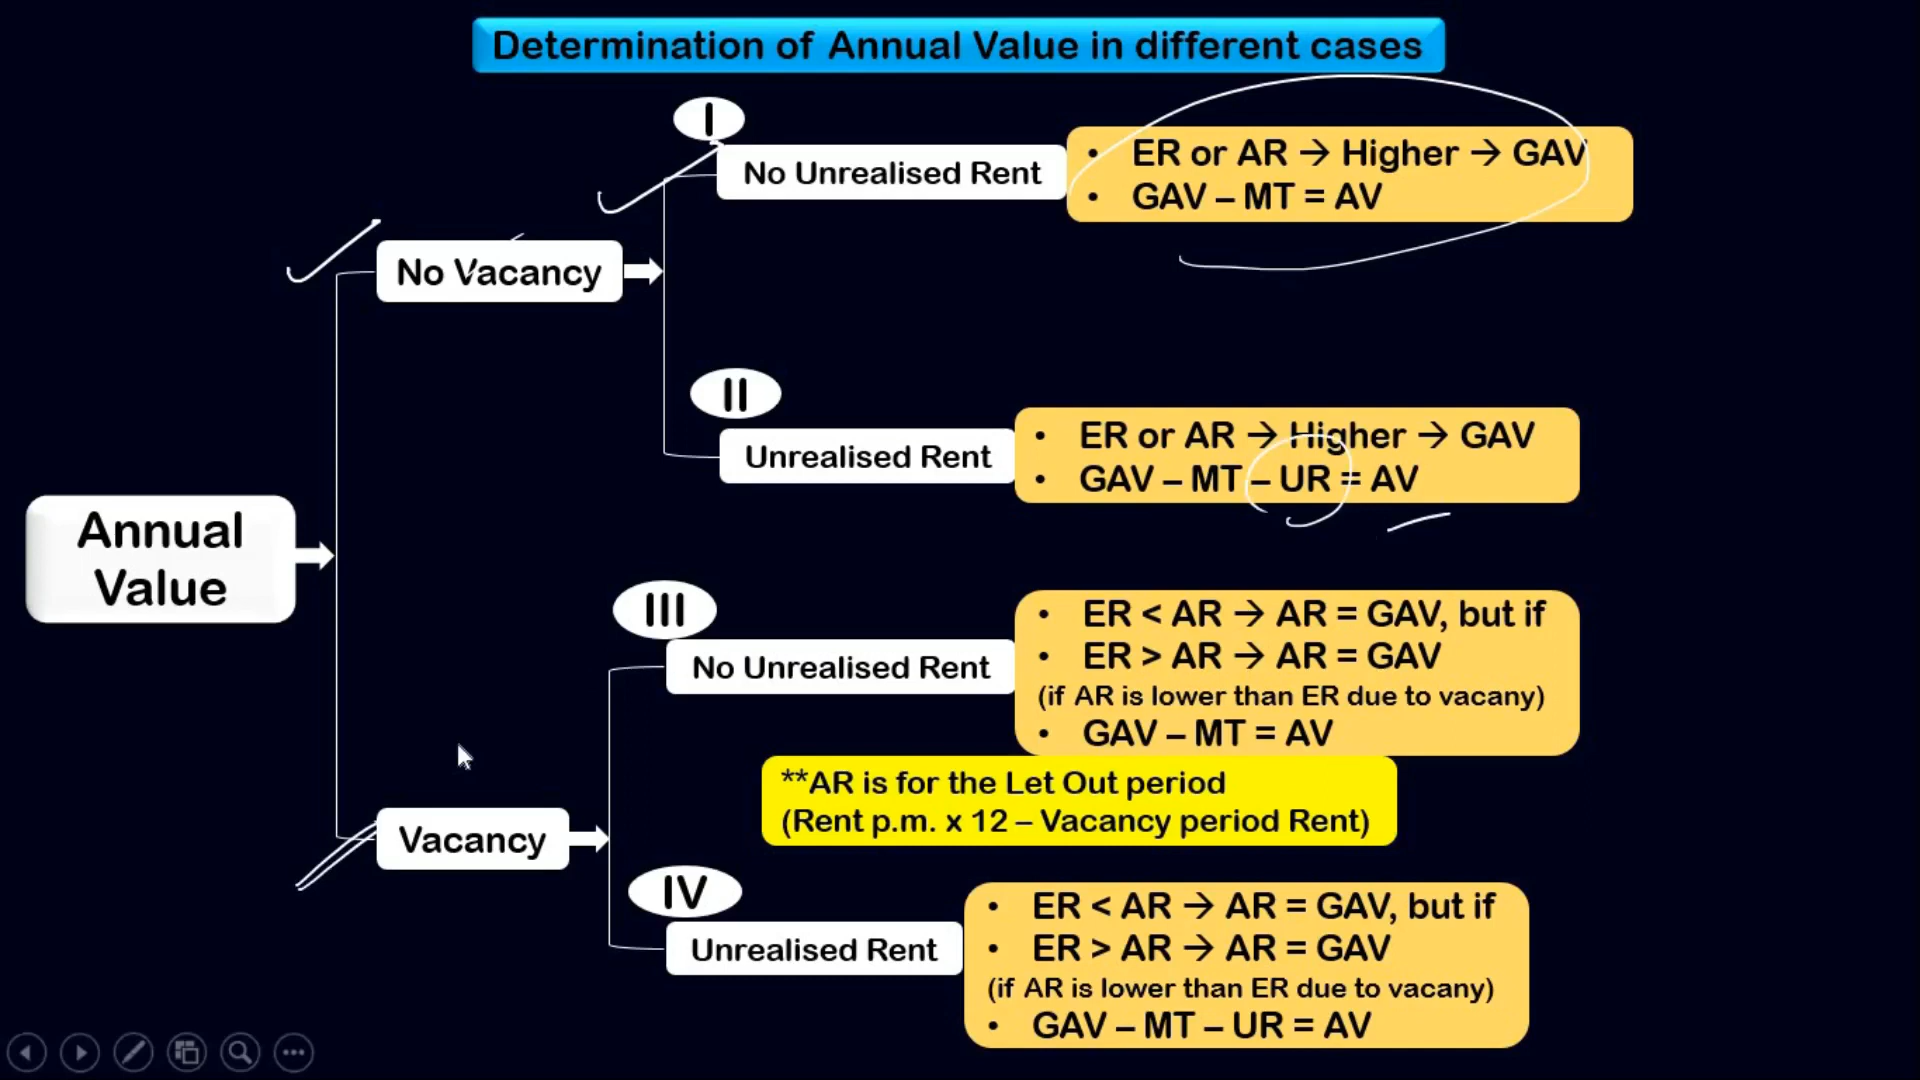 Determination of Annual Value in different cases
I
No Unrealised Rent
• ER or AR → Higher → GAV
• GAV – MT = AV
No Vacancy
II
Unrealised Rent
• ER or AR → Higher → GAV
• GAV – MT – UR = AV
Annual
Value
III
No Unrealised Rent
• ER < AR → AR = GAV, but if
• ER > AR → AR = GAV
(if AR is lower than ER due to vacany)
• GAV – MT = AV
**AR is for the Let Out period
(Rent p.m. x 12 – Vacancy period Rent)
Vacancy
IV
Unrealised Rent
• ER < AR → AR = GAV, but if
• ER > AR → AR = GAV
(if AR is lower than ER due to vacany)
• GAV – MT – UR = AV